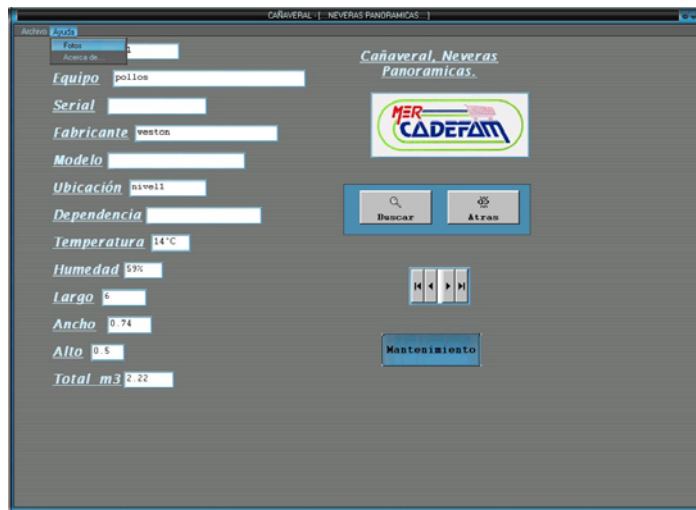 CAÑAVERAL - [....NEVERAS PANORAMICAS....]
Archivo Ayuda
Fotos
Acerca de...
1
Cañaveral, Neveras
Panoramicas.
Equipo pollos
Serial
Fabricante weston
Modelo
Ubicación nivel1
Dependencia
Temperatura 14°C
Humedad 59%
Largo 6
Ancho 0.74
Alto 0.5
Total m3 2.22
MER
CADEFAM
Buscar
Atras
Mantenimiento